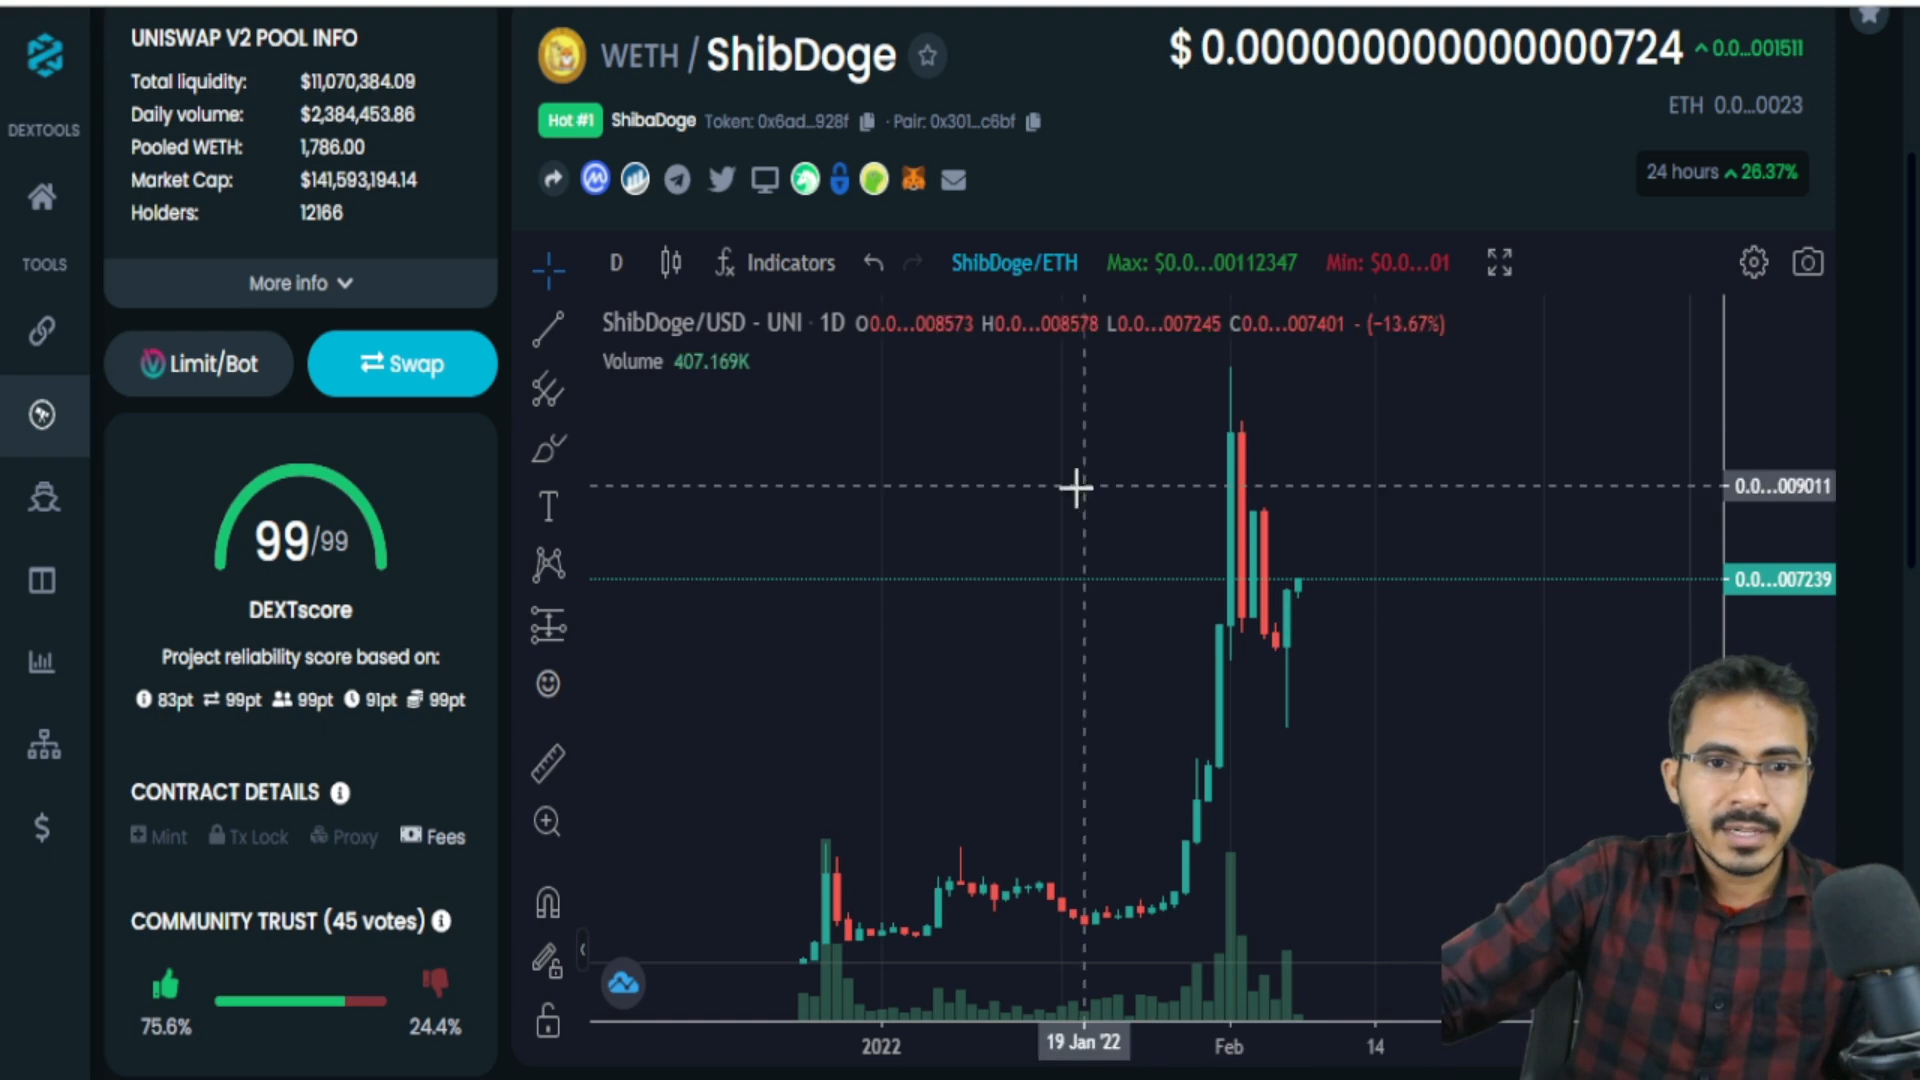 UNISWAP V2 POOL INFO
Total liquidity: $11,070,384.09
Daily volume: $2,384,453.86
Pooled WETH: 1,786.00
Market Cap: $141,593,194.14
Holders: 12166
More info
Limit/Bot
Swap
99/99
DEXTscore
Project reliability score based on:
83pt 99pt 99pt 91pt 99pt
CONTRACT DETAILS
Mint Tx Lock Proxy Fees
COMMUNITY TRUST (45 votes)
75.6% 24.4%
DEXTOOLS
TOOLS
WETH / ShibDoge
$ 0.000000000000000724 0.0...001511
ETH 0.0...0023
Hot #1 ShibaDoge Token: 0x6ad...928f · Pair: 0x301...c6bf
24 hours 26.37%
D Indicators ShibDoge/ETH Max: $0.0...00112347 Min: $0.0...01
ShibDoge/USD - UNI · 1D O0.0...008573 H0.0...008578 L0.0...007245 C0.0...007401 - (−13.67%)
Volume 407.169K
0.0...009011
0.0...007239
2022 19 Jan '22 Feb 14